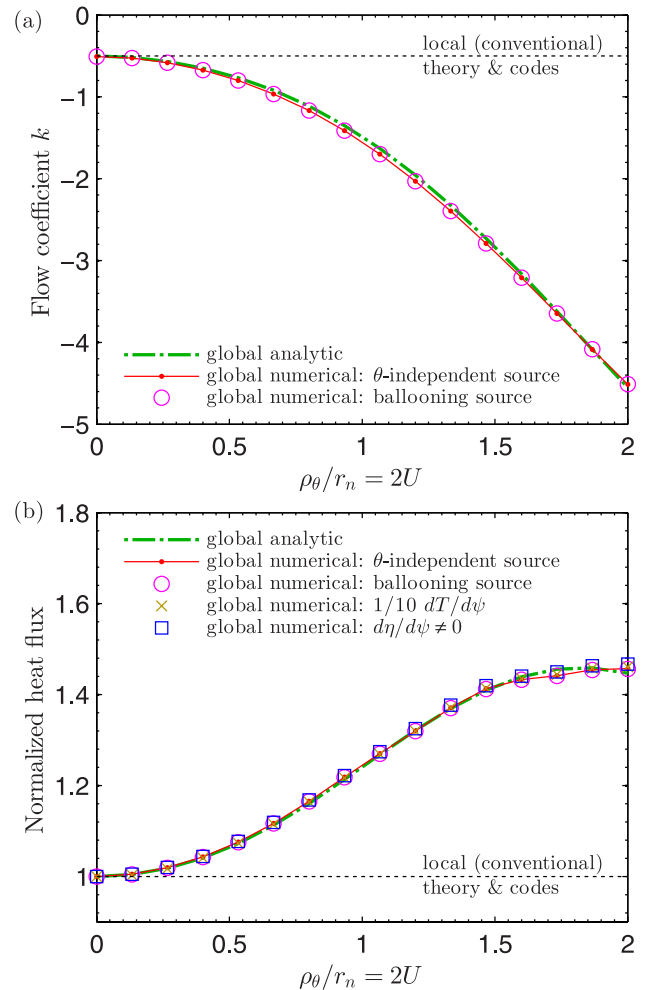 (a)
0
−1
−2
−3
−4
−5
Flow coefficient k
local (conventional)
theory & codes
global analytic
global numerical: θ-independent source
global numerical: ballooning source
0 0.5 1 1.5 2
ρθ/rn = 2U
(b)
1.8
1.6
1.4
1.2
1
Normalized heat flux
global analytic
global numerical: θ-independent source
global numerical: ballooning source
global numerical: 1/10 dT/dψ
global numerical: dη/dψ ≠ 0
local (conventional)
theory & codes
0 0.5 1 1.5 2
ρθ/rn = 2U